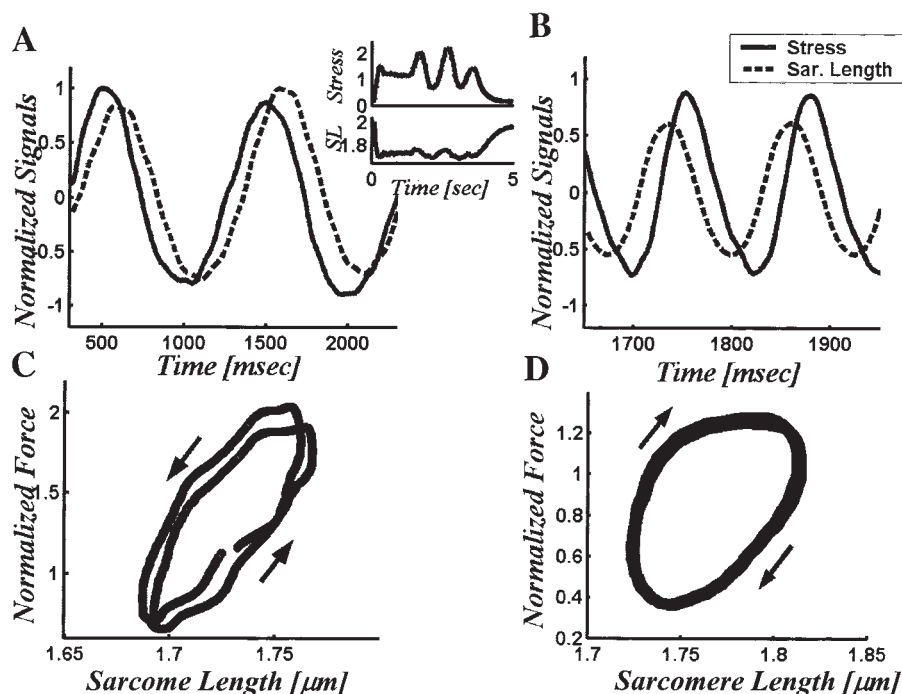 A
Normalized Signals
1
0.5
0
-0.5
-1
500 1000 1500 2000
Time [msec]
Stress
2
1
0
SL
2
1.8
0 5
Time [sec]
B
Stress
Sar. Length
Normalized Signals
1
0.5
0
-0.5
-1
1700 1800 1900
Time [msec]
C
Normalized Force
2
1.5
1
1.65 1.7 1.75
Sarcome Length [μm]
D
Normalized Force
1.2
1
0.8
0.6
0.4
0.2
1.7 1.75 1.8 1.85
Sarcomere Length [μm]